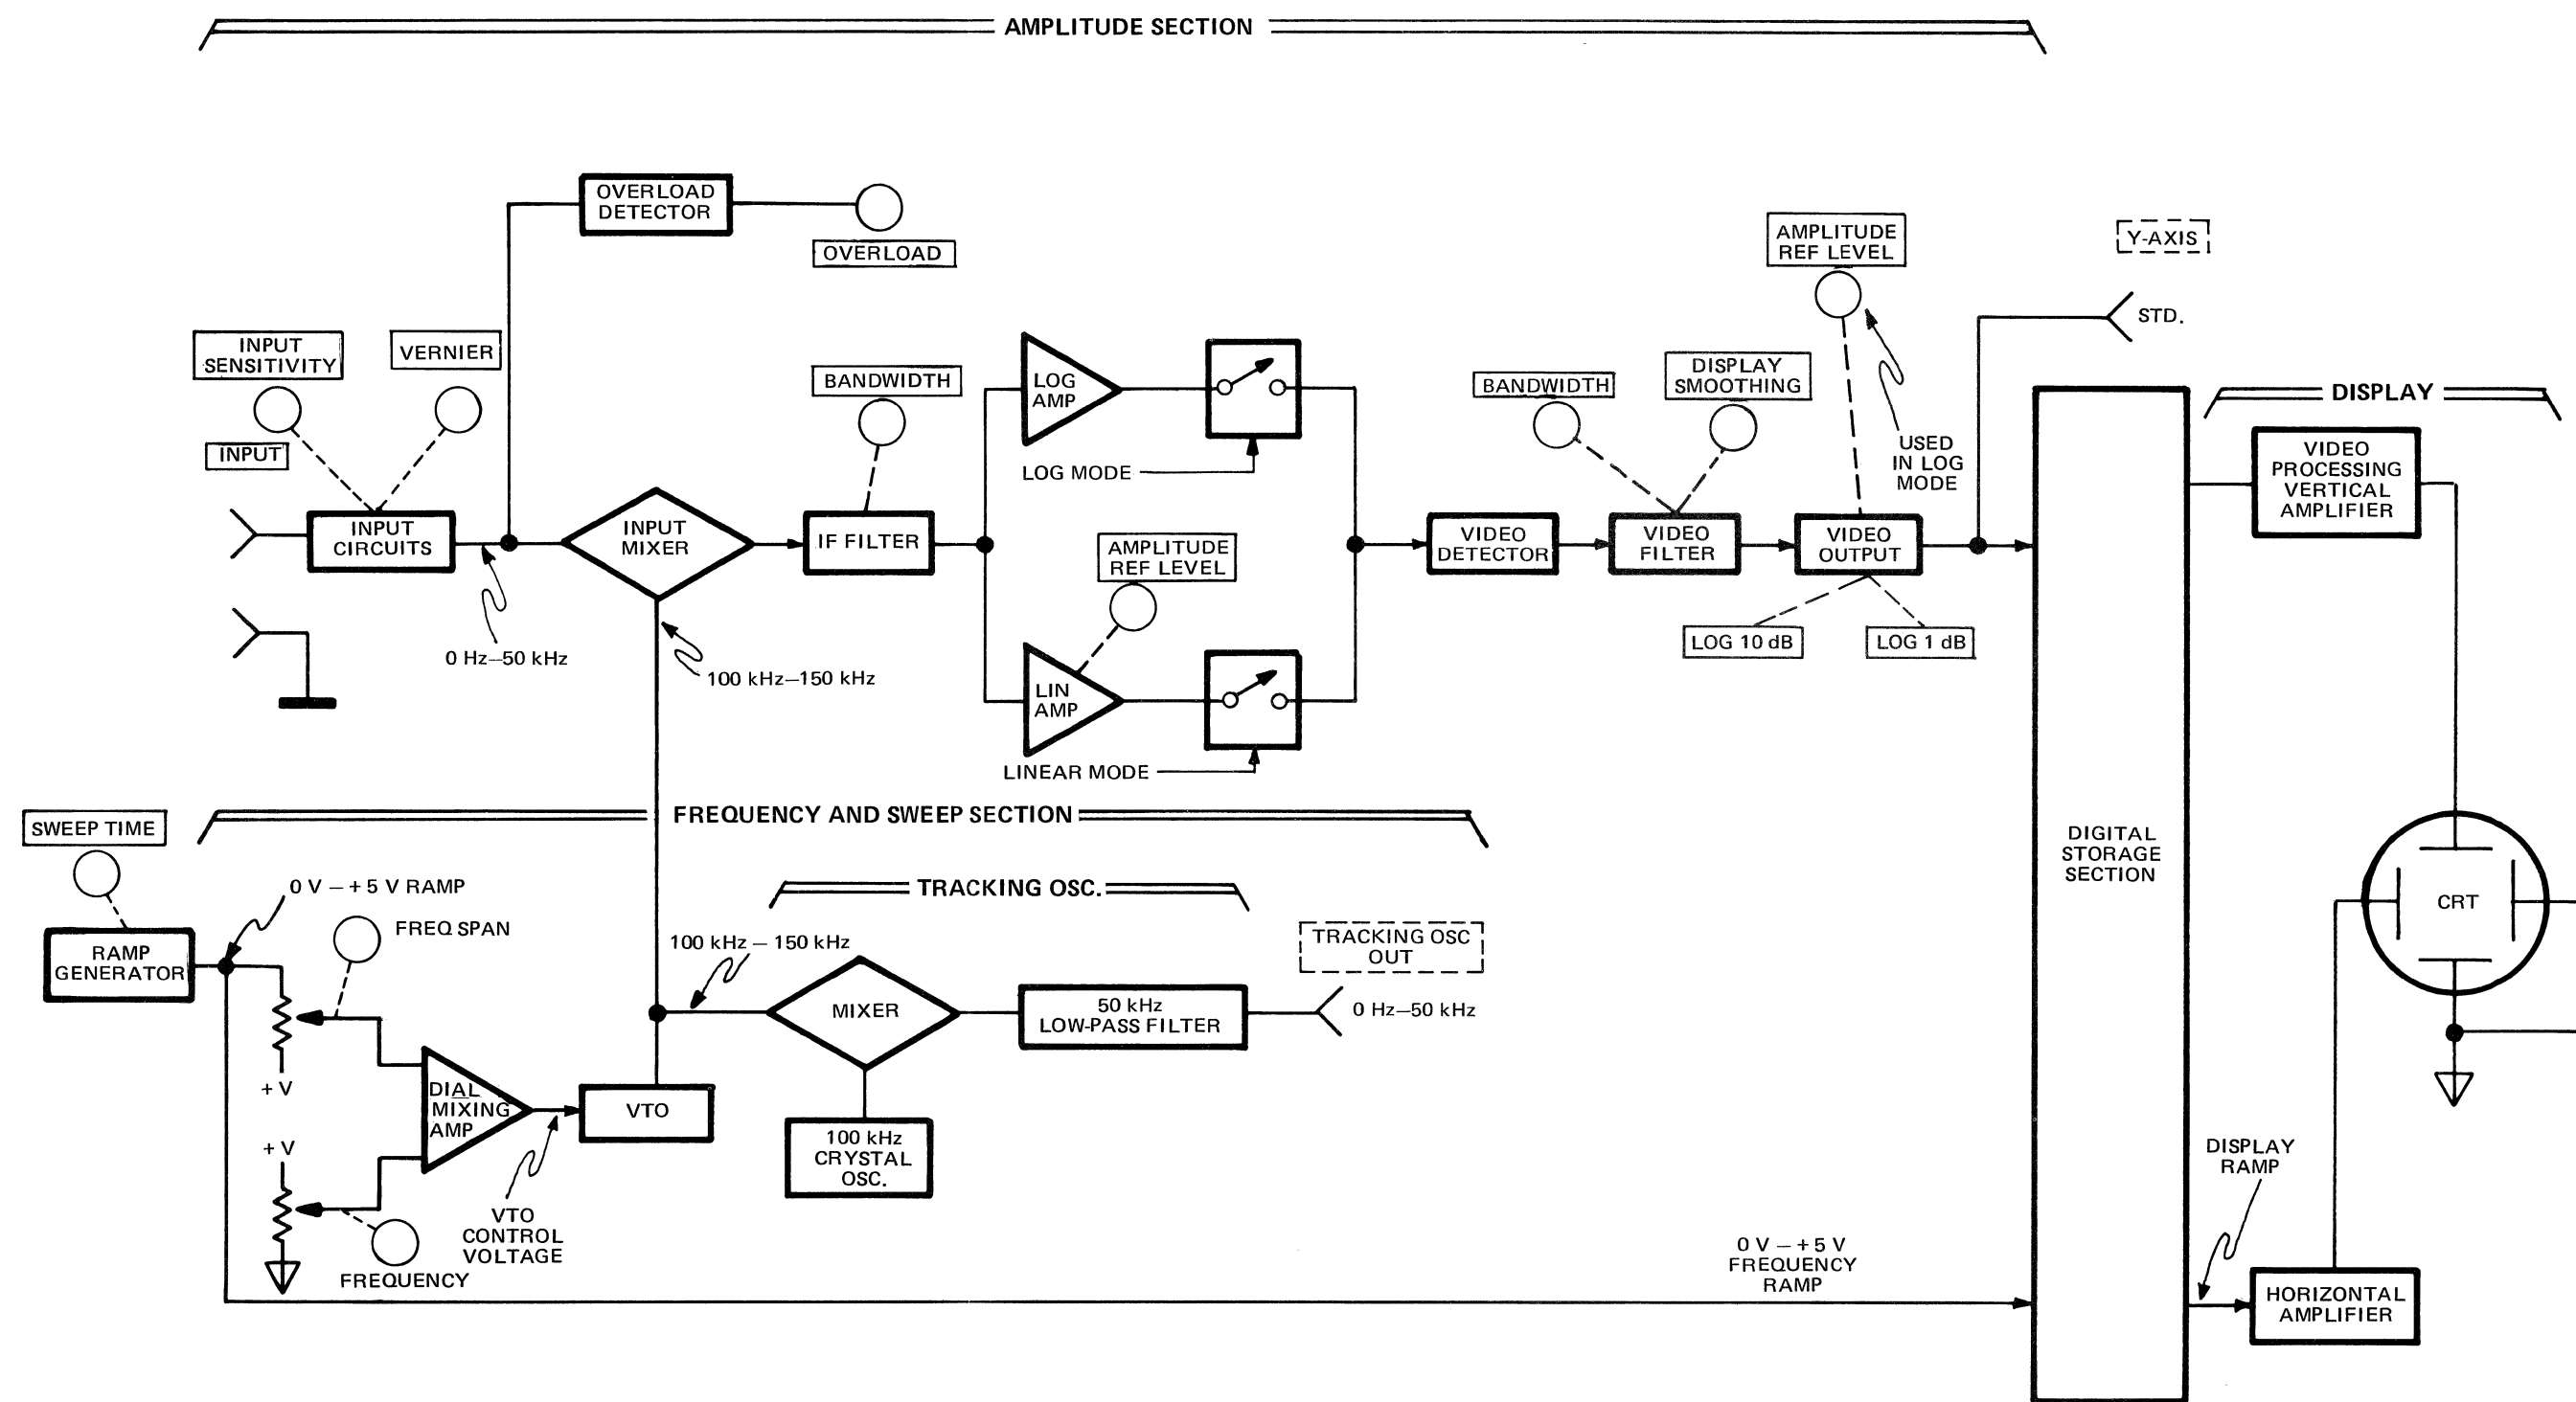 AMPLITUDE SECTION
OVERLOAD
DETECTOR
OVERLOAD
AMPLITUDE
REF LEVEL
Y-AXIS
STD.
INPUT
SENSITIVITY
VERNIER
INPUT
BANDWIDTH
LOG
AMP
LOG MODE
BANDWIDTH
DISPLAY
SMOOTHING
USED
IN LOG
MODE
DISPLAY
VIDEO
PROCESSING
VERTICAL
AMPLIFIER
INPUT
CIRCUITS
INPUT
MIXER
IF FILTER
AMPLITUDE
REF LEVEL
VIDEO
DETECTOR
VIDEO
FILTER
VIDEO
OUTPUT
0 Hz–50 kHz
100 kHz–150 kHz
LIN
AMP
LINEAR MODE
LOG 10 dB
LOG 1 dB
FREQUENCY AND SWEEP SECTION
SWEEP TIME
0 V – + 5 V RAMP
FREQ SPAN
RAMP
GENERATOR
TRACKING OSC.
100 kHz – 150 kHz
TRACKING OSC
OUT
MIXER
50 kHz
LOW-PASS FILTER
0 Hz–50 kHz
DIGITAL
STORAGE
SECTION
CRT
+ V
DIAL
MIXING
AMP
VTO
+ V
100 kHz
CRYSTAL
OSC.
VTO
CONTROL
VOLTAGE
FREQUENCY
0 V – + 5 V
FREQUENCY
RAMP
DISPLAY
RAMP
HORIZONTAL
AMPLIFIER